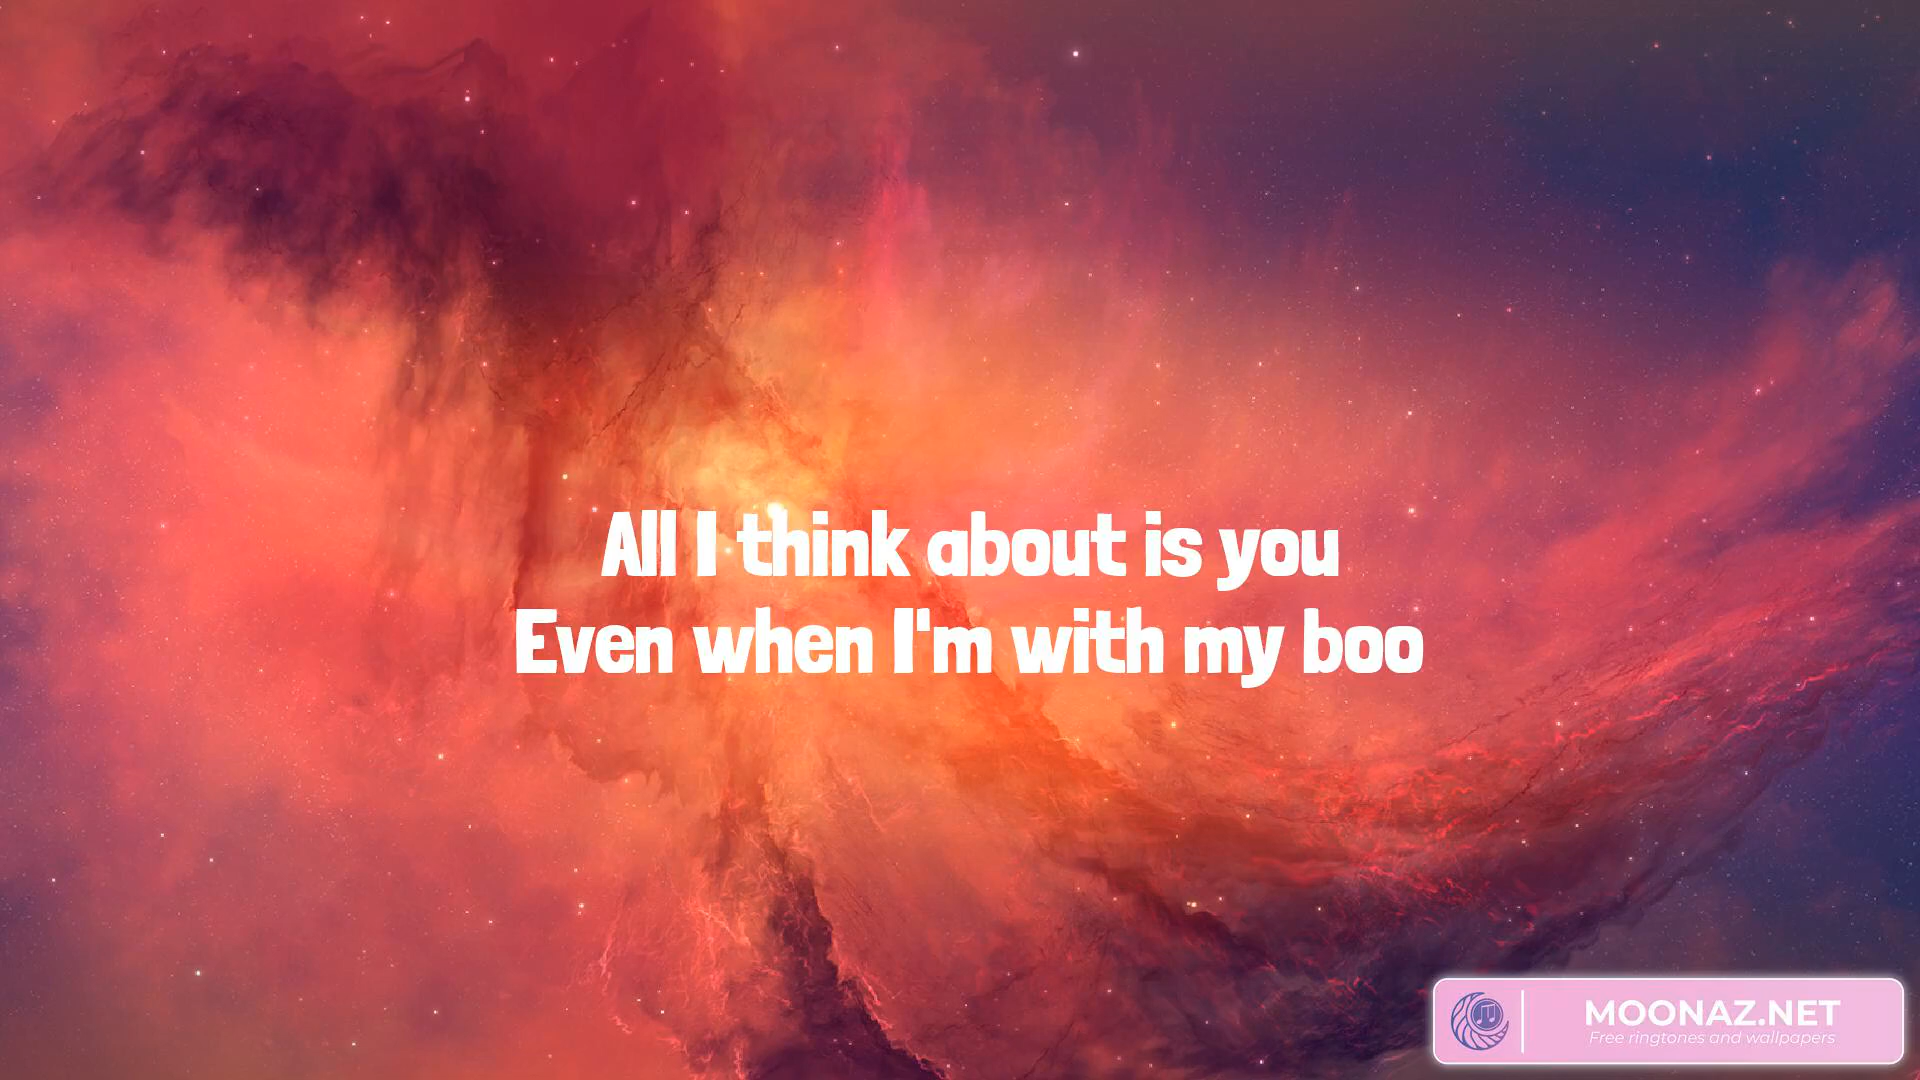 All I think about is you
Even when I'm with my boo
MOONAZ.NET
Free ringtones and wallpapers